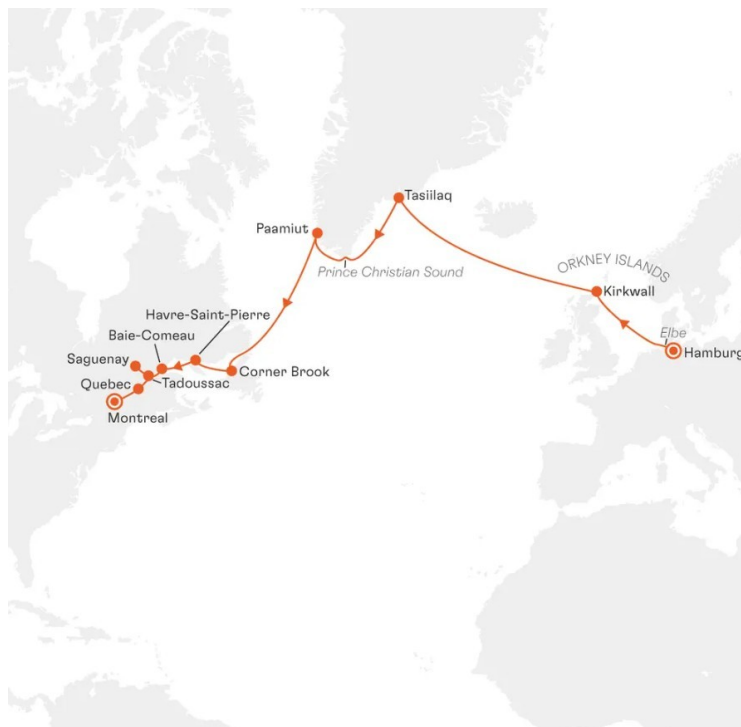 Tasiilaq
Paamiut
Prince Christian Sound
ORKNEY ISLANDS
Kirkwall
Havre-Saint-Pierre
Elbe
Baie-Comeau
Hamburg
Saguenay
Corner Brook
Quebec
Tadoussac
Montreal